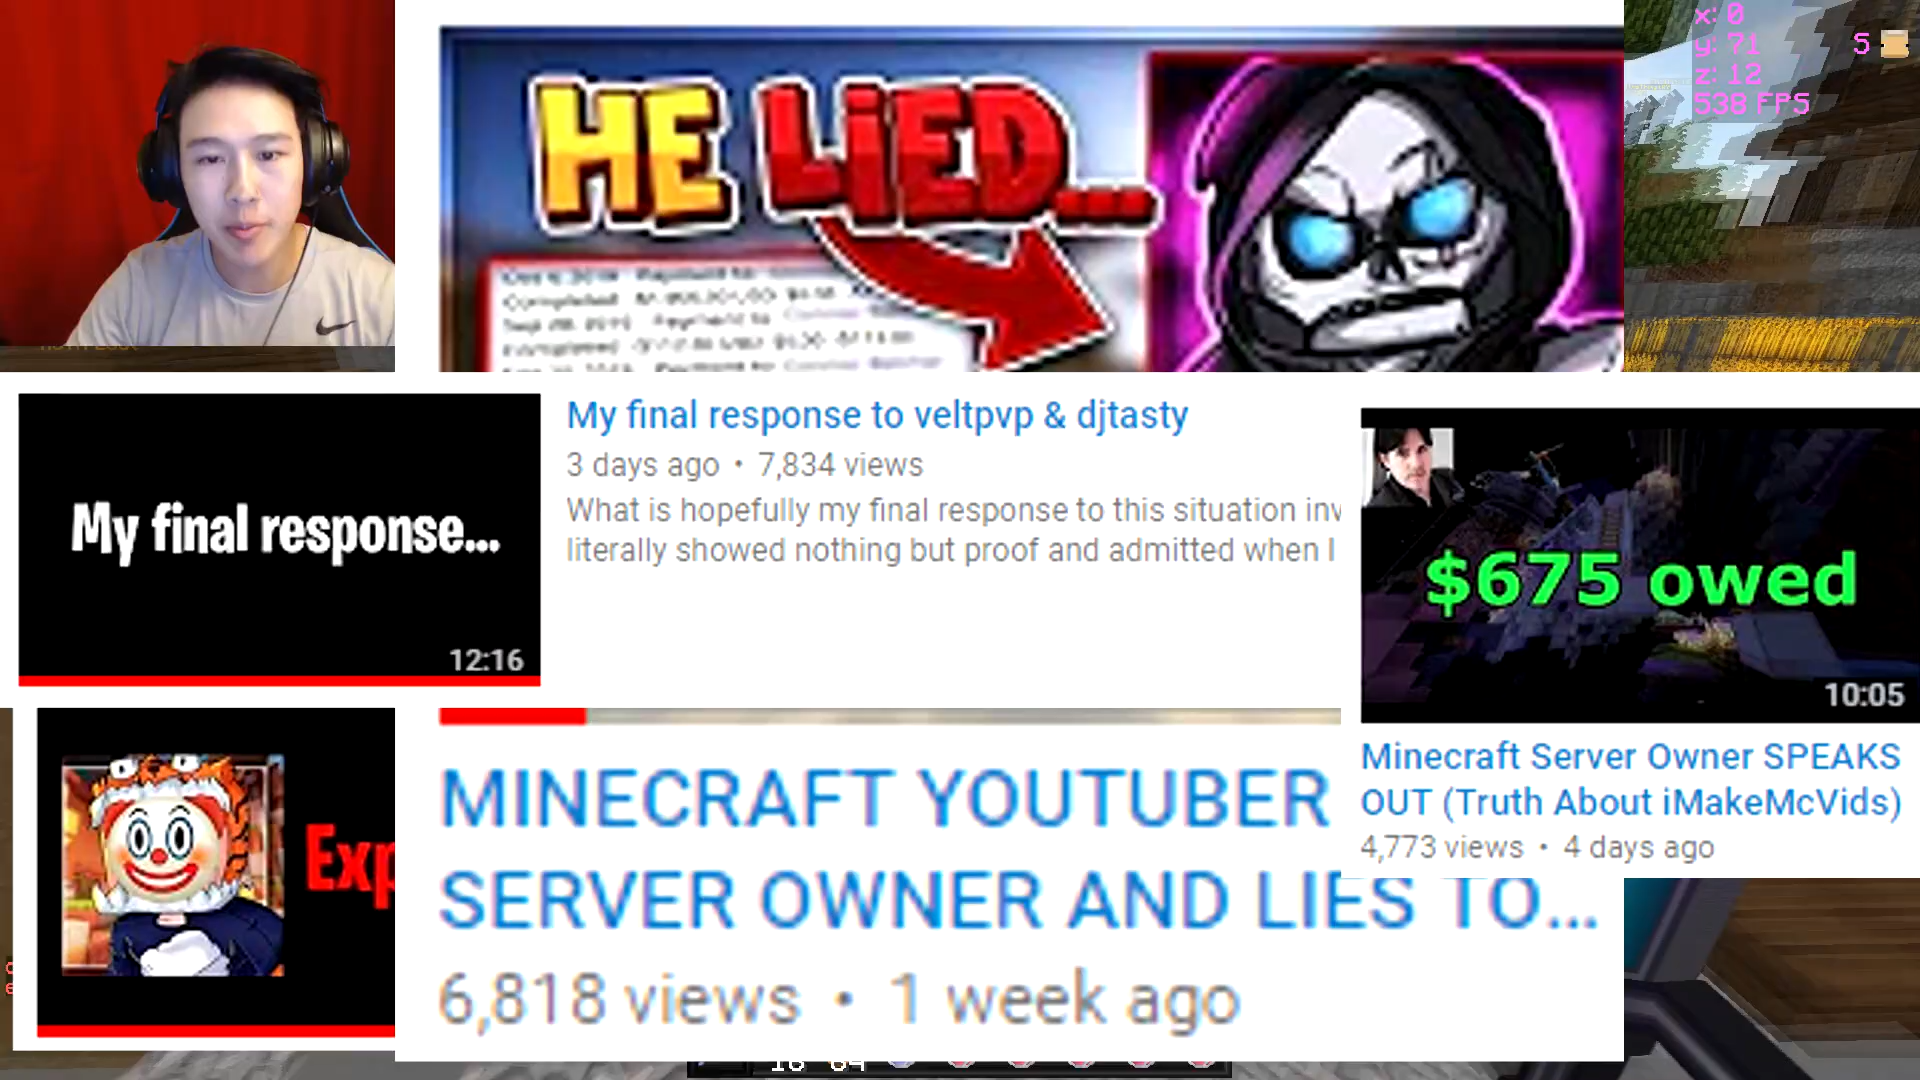 x: 0
y: 71
z: 12
538 FPS
5
HE LiED...
My final response...
12:16
My final response to veltpvp & djtasty
3 days ago • 7,834 views
What is hopefully my final response to this situation inv
literally showed nothing but proof and admitted when I
$675 owed
10:05
Minecraft Server Owner SPEAKS
OUT (Truth About iMakeMcVids)
4,773 views • 4 days ago
Exp
MINECRAFT YOUTUBER
SERVER OWNER AND LIES TO...
6,818 views • 1 week ago